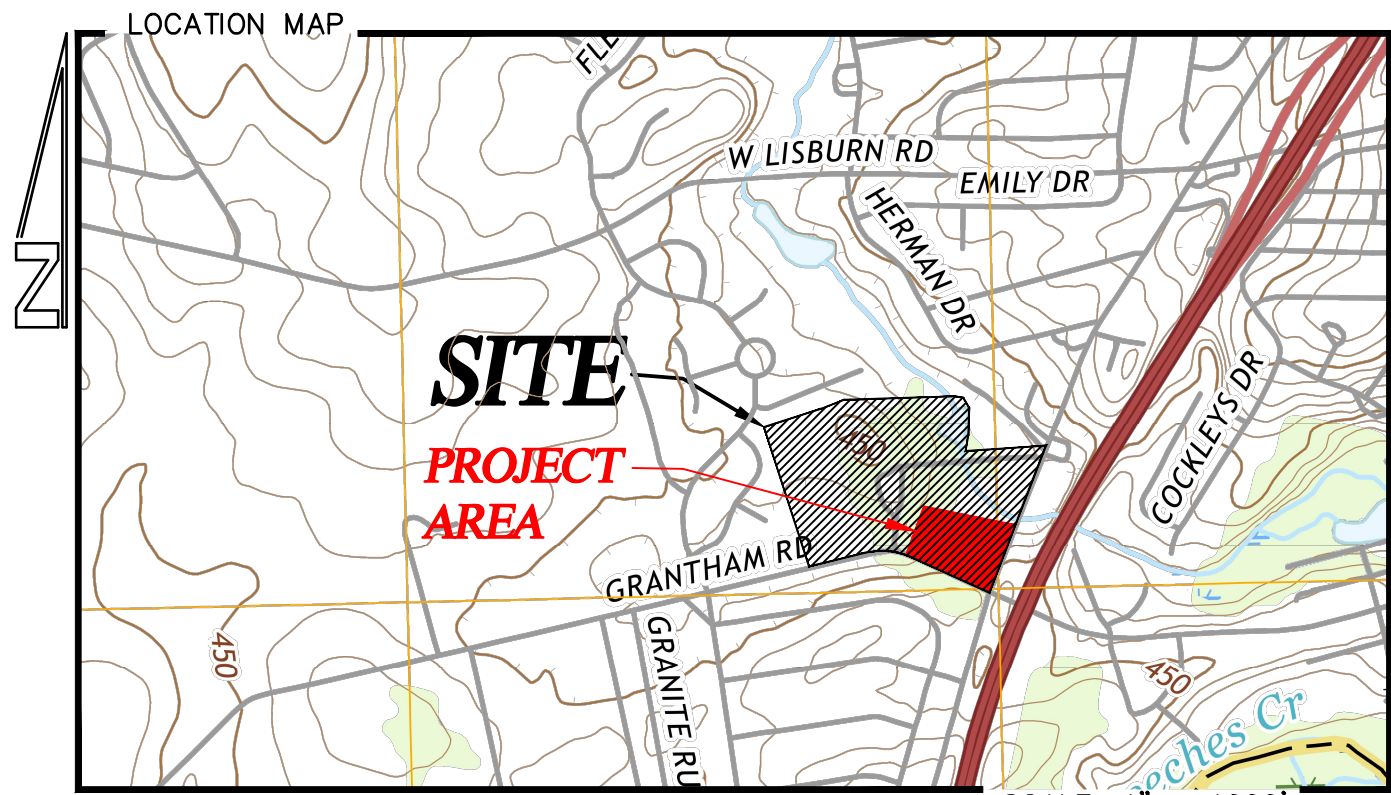 LOCATION MAP
N
W LISBURN RD
EMILY DR
HERMAN DR
SITE
PROJECT
AREA
450
COCKLEYS DR
GRANTHAM RD
450
GRANITE RU
450
eches Cr